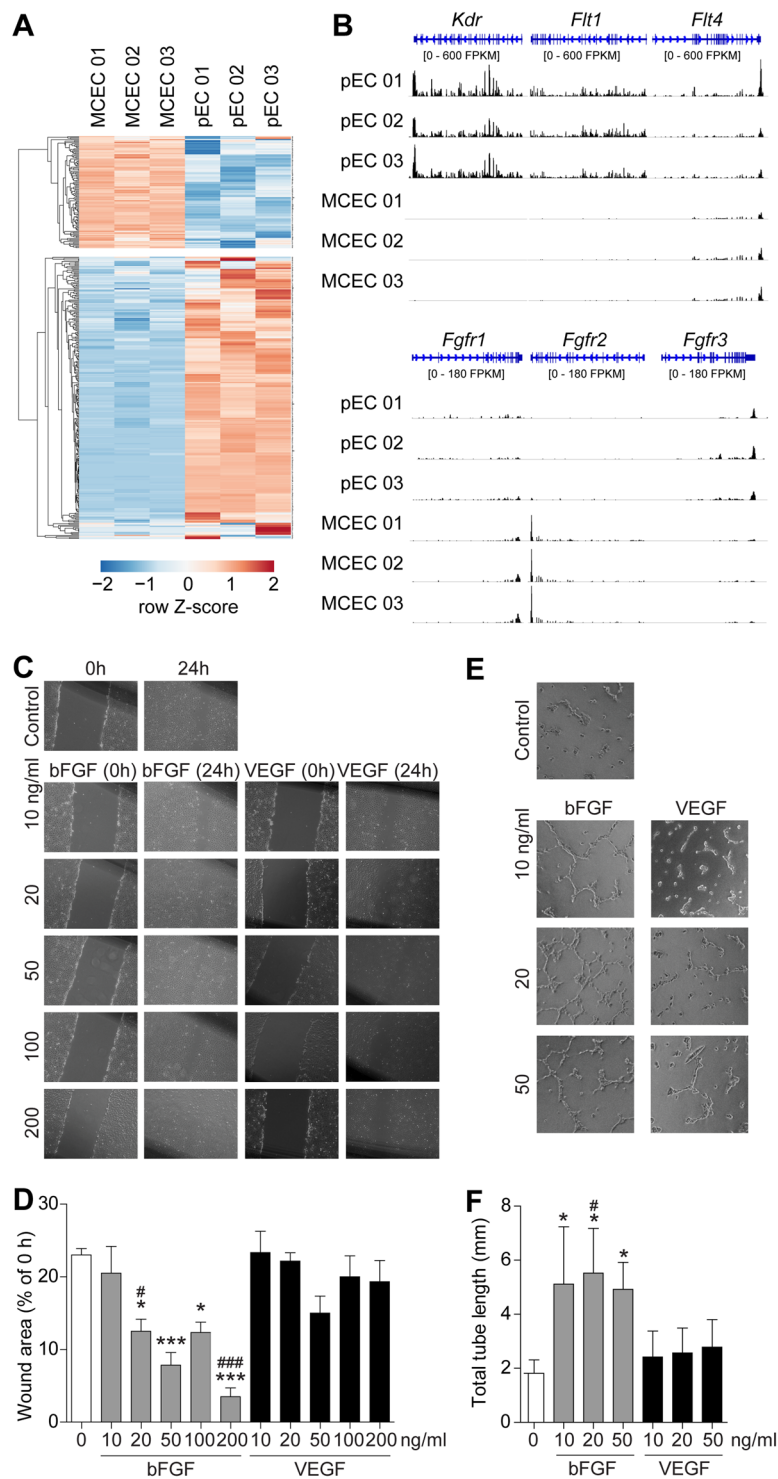 A
MCEC 01
MCEC 02
MCEC 03
pEC 01
pEC 02
pEC 03
−2 −1 0 1 2
row Z-score
B
Kdr Flt1 Flt4
[0 - 600 FPKM] [0 - 600 FPKM] [0 - 600 FPKM]
pEC 01
pEC 02
pEC 03
MCEC 01
MCEC 02
MCEC 03
Fgfr1 Fgfr2 Fgfr3
[0 - 180 FPKM] [0 - 180 FPKM] [0 - 180 FPKM]
pEC 01
pEC 02
pEC 03
MCEC 01
MCEC 02
MCEC 03
C
0h 24h
Control
bFGF (0h) bFGF (24h) VEGF (0h) VEGF (24h)
10 ng/ml
20
50
100
200
E
Control
bFGF VEGF
10 ng/ml
20
50
D
Wound area (% of 0 h)
30
20
10
0
#
*
***
*
###
***
0 10 20 50 100 200 10 20 50 100 200 ng/ml
bFGF VEGF
F
Total tube length (mm)
8
6
4
2
0
*
#
*
*
0 10 20 50 10 20 50 ng/ml
bFGF VEGF